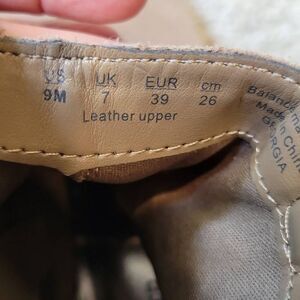 US UK EUR cm
9M 7 39 26
Leather upper
Made in China
GEORGIA